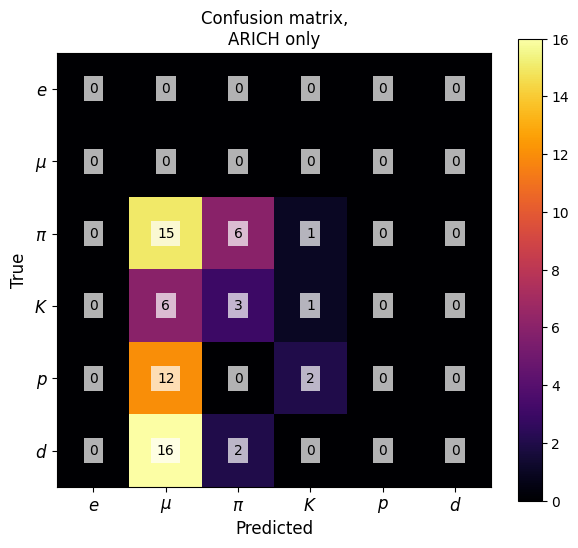 Confusion matrix,
ARICH only
e 0 0 0 0 0 0
μ 0 0 0 0 0 0
π 0 15 6 1 0 0
K 0 6 3 1 0 0
p 0 12 0 2 0 0
d 0 16 2 0 0 0
e μ π K p d
Predicted
True
16
14
12
10
8
6
4
2
0